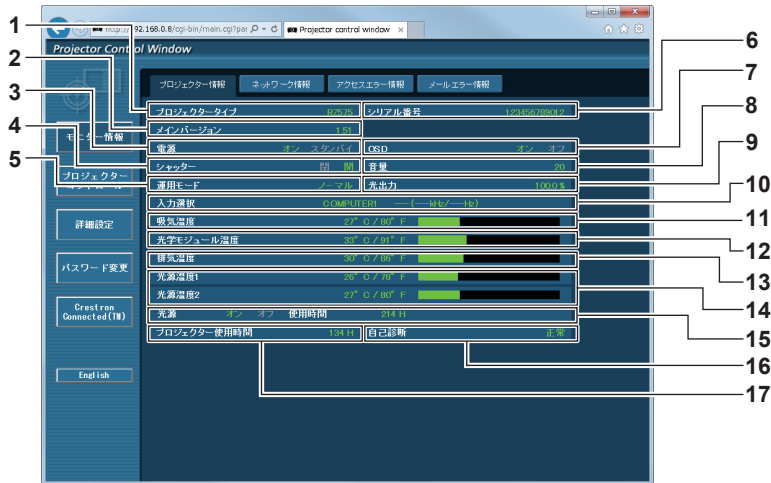 1
2
3
4
5
6
7
8
9
10
11
12
13
14
15
16
17
92.168.0.8/cgi-bin/main.cgi?pa
Projector control window
Projector Control Window
プロジェクター情報
ネットワーク情報
アクセスエラー情報
メールエラー情報
モニター情報
プロジェクター
詳細設定
パスワード変更
Crestron
Connected(TM)
English
プロジェクタータイプ RZ575 シリアル番号 123456789012
メインバージョン 1.51
電源 オン スタンバイ OSD オン オフ
シャッター 閉 開 音量 20
運用モード ノーマル 光出力 100.0%
入力選択 COMPUTER1 ---(---kHz/---Hz)
吸気温度 27° C / 80° F
光学モジュール温度 33° C / 91° F
排気温度 30° C / 86° F
光源温度1 26° C / 78° F
光源温度2 27° C / 80° F
光源 オン オフ 使用時間 214 H
プロジェクター使用時間 134 H 自己診断 正常